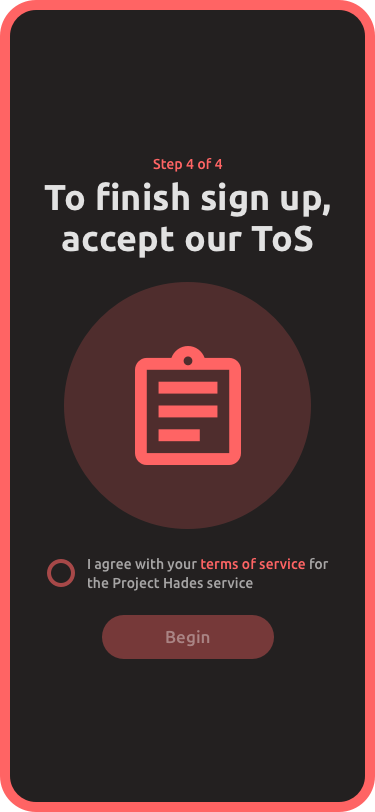 Step 4 of 4
To finish sign up,
accept our ToS
I agree with your terms of service for
the Project Hades service
Begin